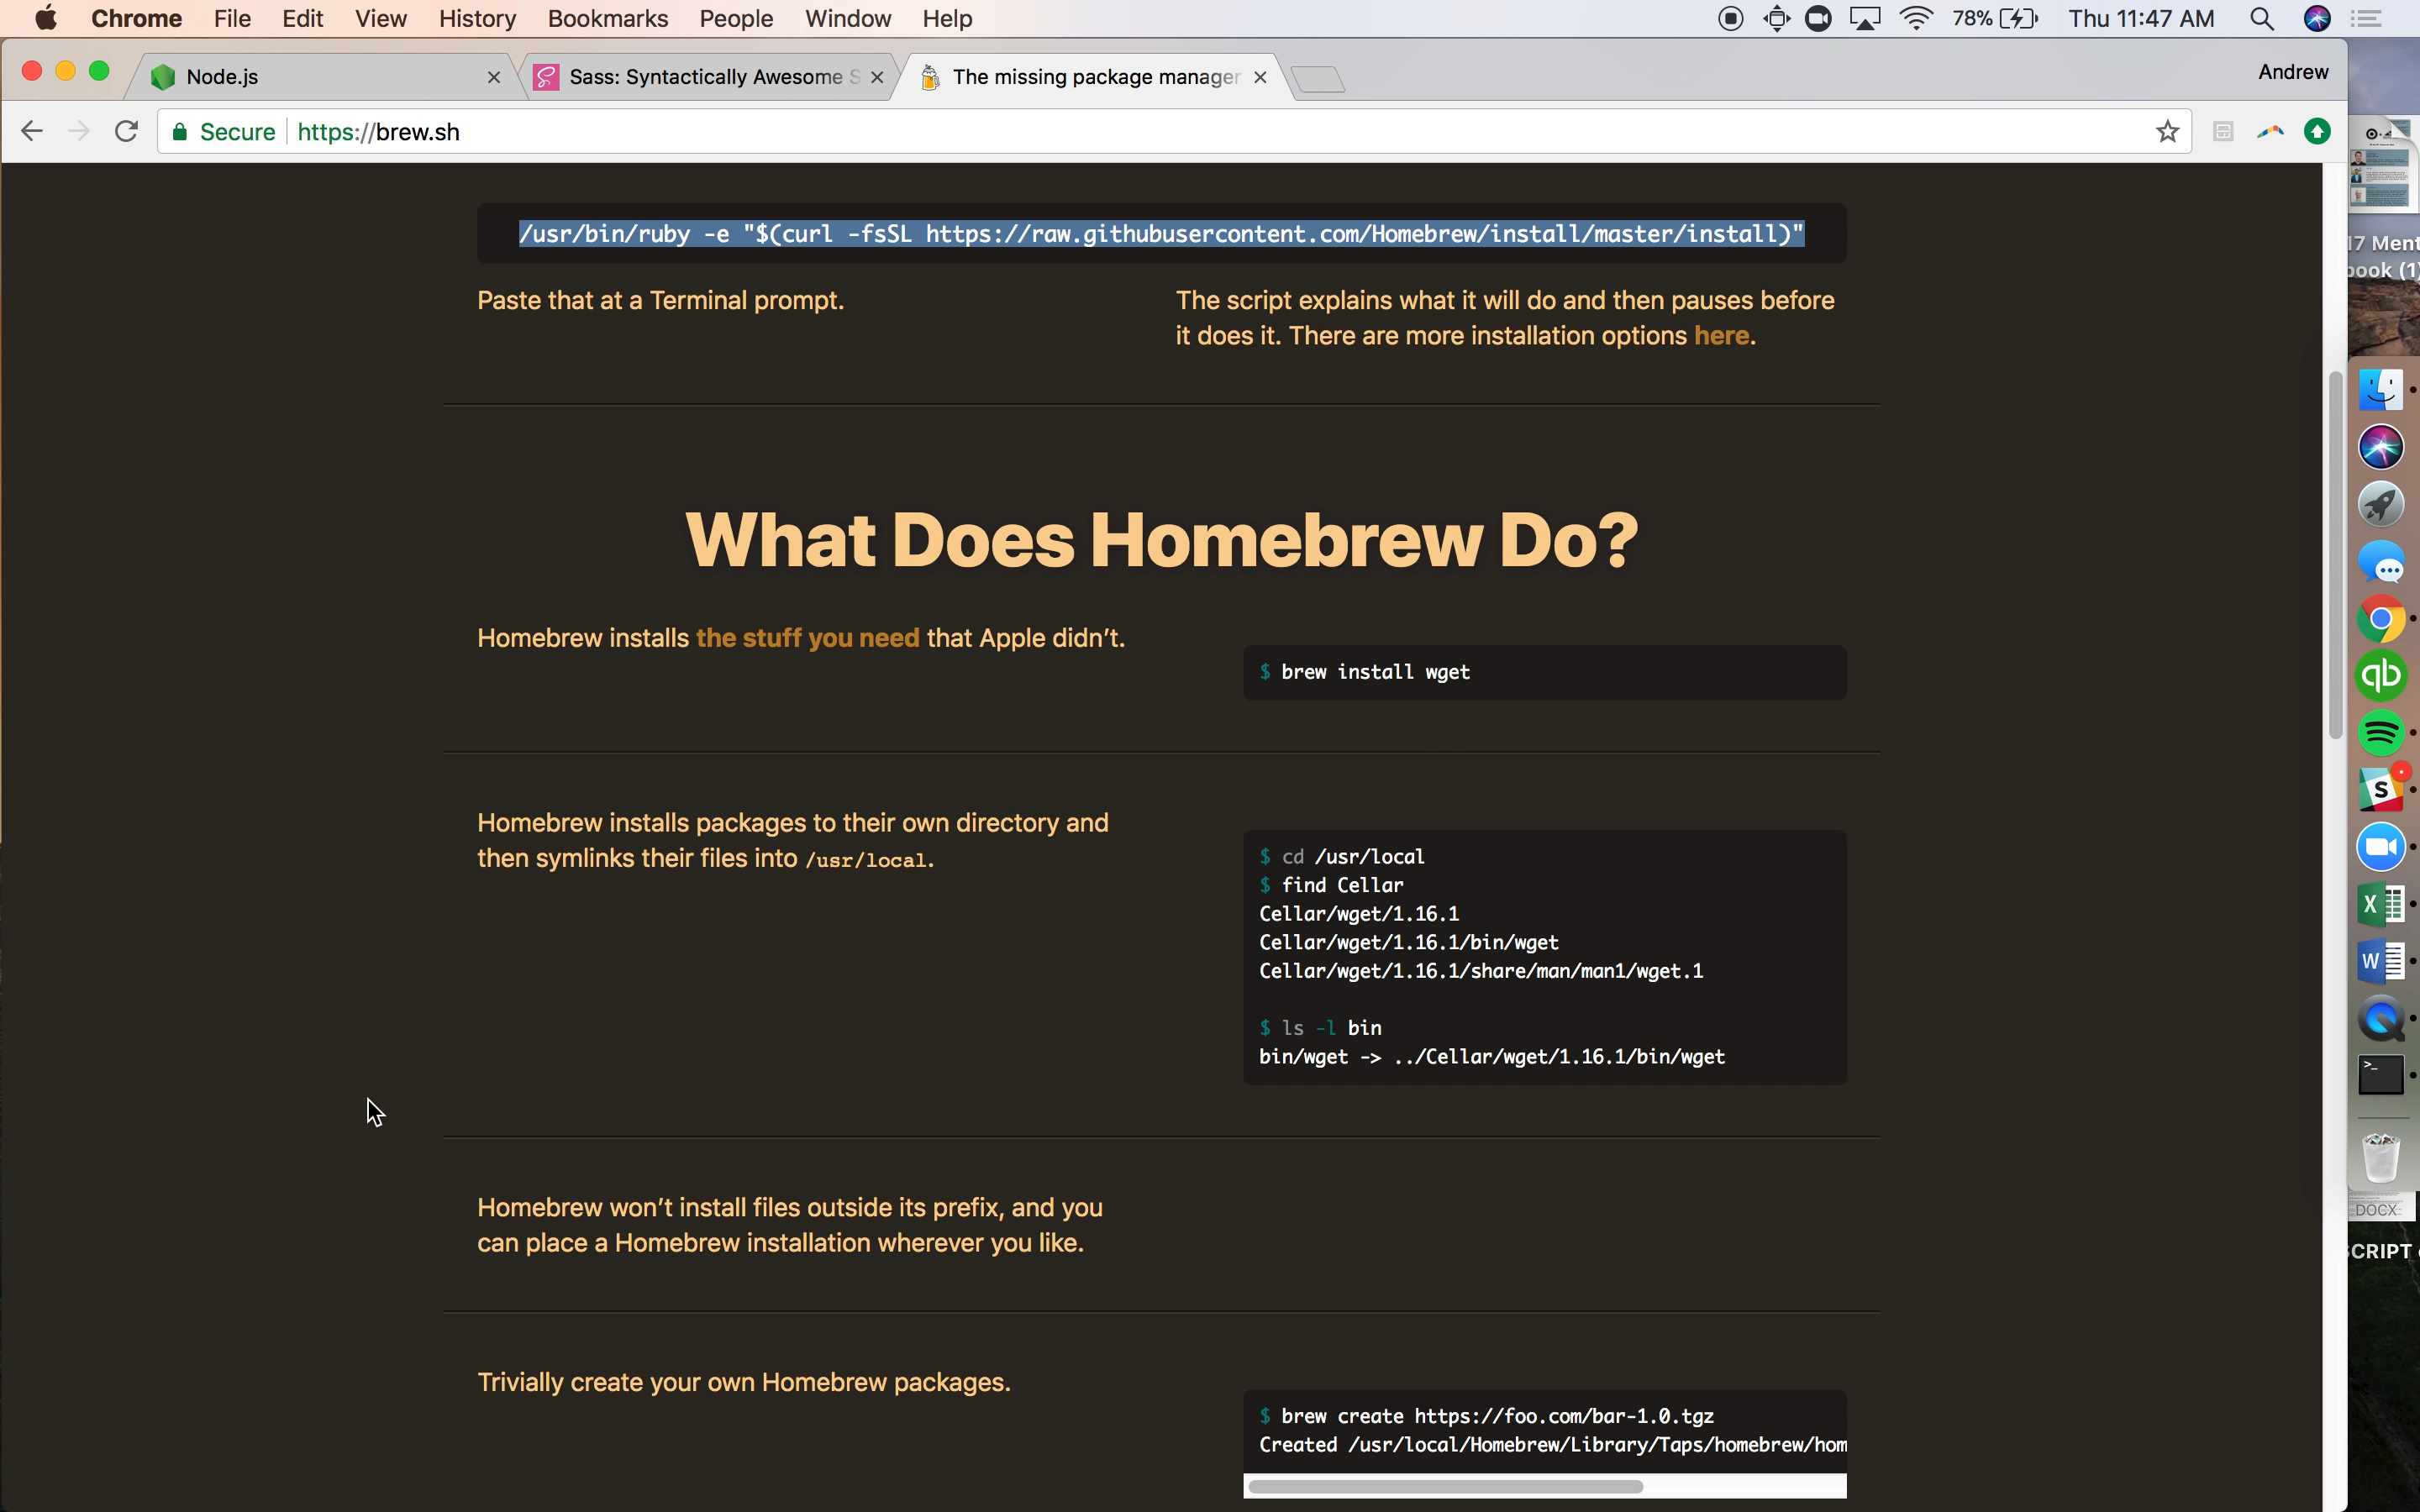 Chrome File Edit View History Bookmarks People Window Help 78% Thu 11:47 AM
Node.js Sass: Syntactically Awesome S The missing package manager Andrew
Secure https://brew.sh
/usr/bin/ruby -e "$(curl -fsSL https://raw.githubusercontent.com/Homebrew/install/master/install)"
Paste that at a Terminal prompt.
The script explains what it will do and then pauses before
it does it. There are more installation options here.
What Does Homebrew Do?
Homebrew installs the stuff you need that Apple didn’t.
$ brew install wget
Homebrew installs packages to their own directory and
then symlinks their files into /usr/local.
$ cd /usr/local
$ find Cellar
Cellar/wget/1.16.1
Cellar/wget/1.16.1/bin/wget
Cellar/wget/1.16.1/share/man/man1/wget.1
$ ls -l bin
bin/wget -> ../Cellar/wget/1.16.1/bin/wget
Homebrew won’t install files outside its prefix, and you
can place a Homebrew installation wherever you like.
Trivially create your own Homebrew packages.
$ brew create https://foo.com/bar-1.0.tgz
Created /usr/local/Homebrew/Library/Taps/homebrew/hom
17 Ment
book (1)
qb
S
X
W
>_
DOCX
SCRIPT